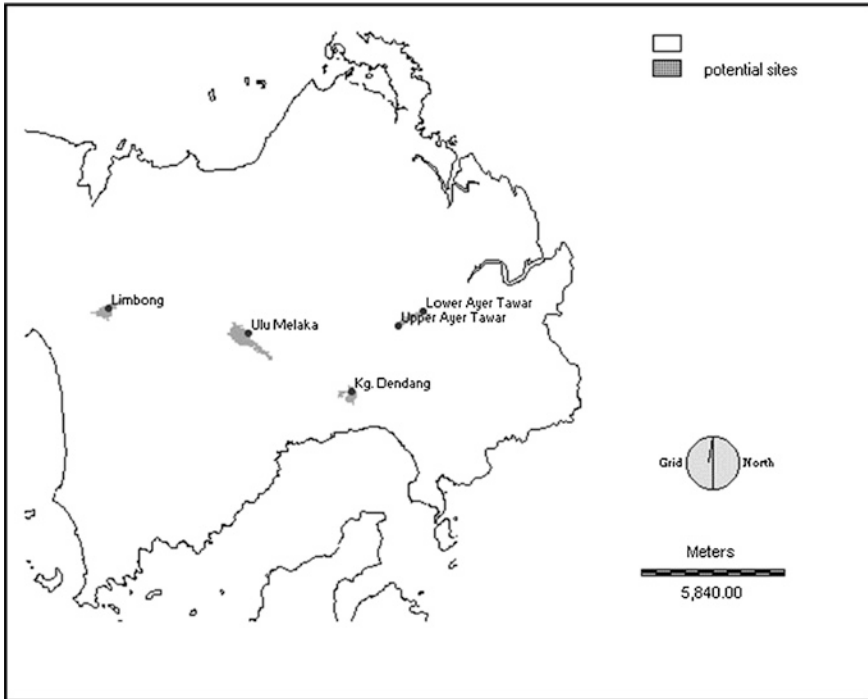 potential sites
Limbong
Ulu Melaka
Lower Ayer Tawar
Upper Ayer Tawar
Kg. Dendang
Grid North
Meters
5,840.00